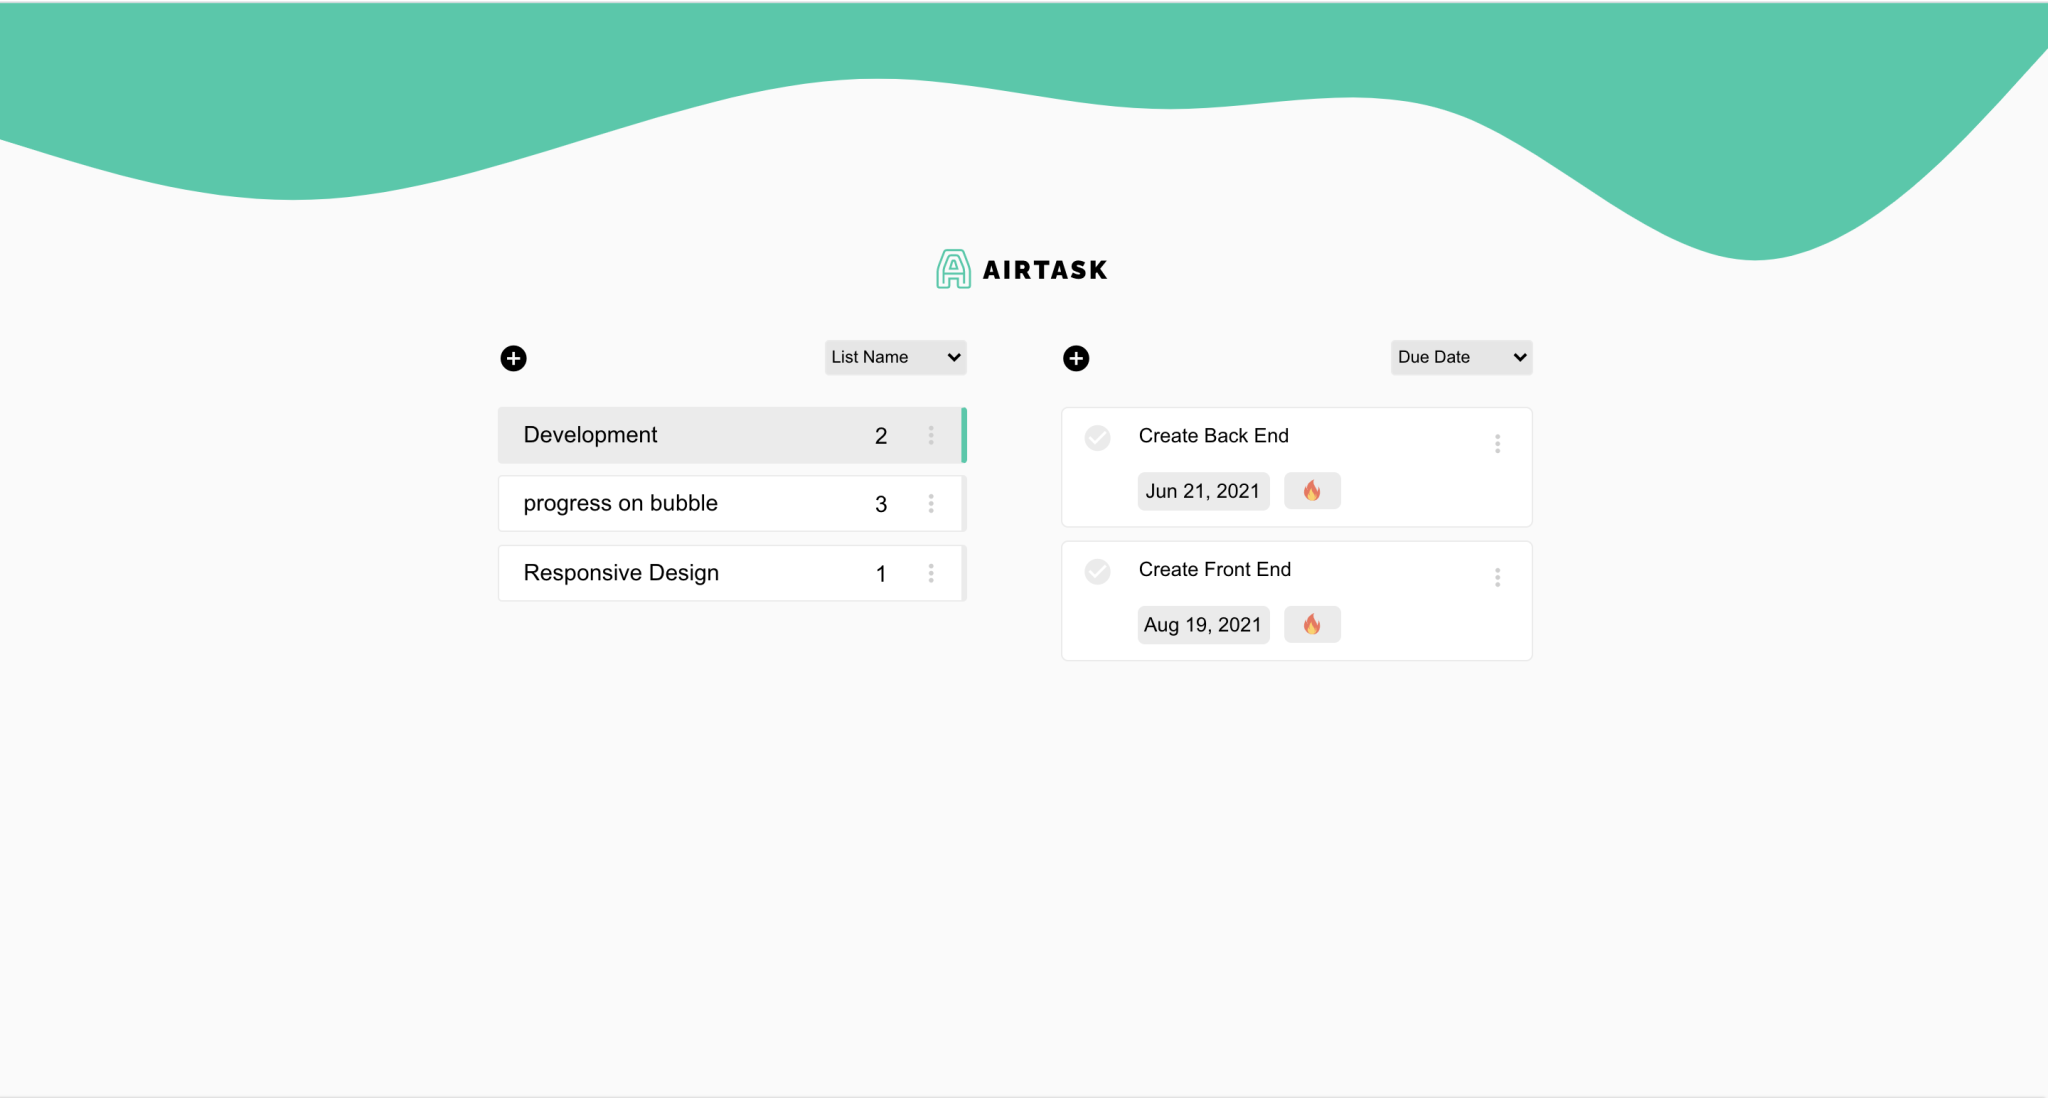 AIRTASK
List Name
Development 2
progress on bubble 3
Responsive Design 1
Due Date
Create Back End
Jun 21, 2021 🔥
Create Front End
Aug 19, 2021 🔥